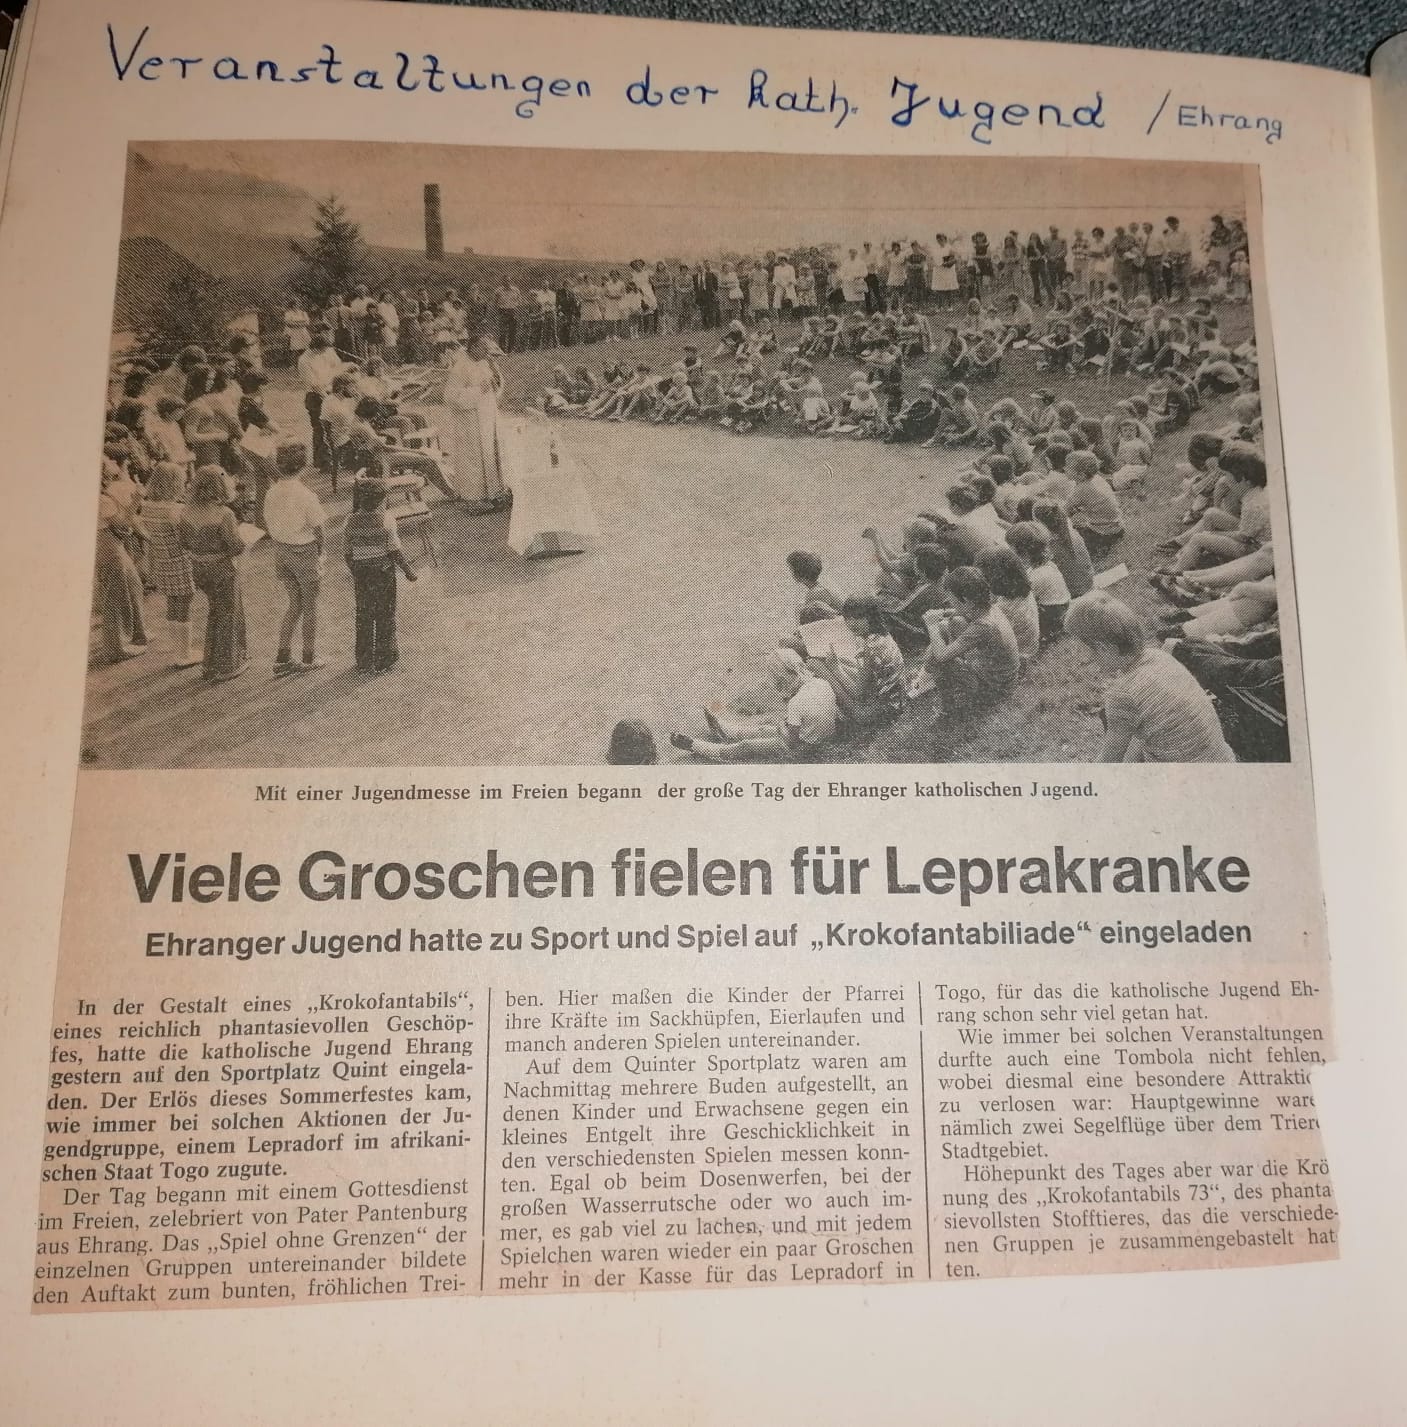 Veranstaltungen der kath. Jugend / Ehrang
Mit einer Jugendmesse im Freien begann der große Tag der Ehranger katholischen Jugend.
Viele Groschen fielen für Leprakranke
Ehranger Jugend hatte zu Sport und Spiel auf „Krokofantabiliade“ eingeladen
In der Gestalt eines „Krokofantabils“,
eines reichlich phantasievollen Geschöp-
fes, hatte die katholische Jugend Ehrang
gestern auf den Sportplatz Quint eingela-
den. Der Erlös dieses Sommerfestes kam,
wie immer bei solchen Aktionen der Ju-
gendgruppe, einem Lepradorf im afrikani-
schen Staat Togo zugute.
Der Tag begann mit einem Gottesdienst
im Freien, zelebriert von Pater Pantenburg
aus Ehrang. Das „Spiel ohne Grenzen“ der
einzelnen Gruppen untereinander bildete
den Auftakt zum bunten, fröhlichen Trei-
ben. Hier maßen die Kinder der Pfarrei
ihre Kräfte im Sackhüpfen, Eierlaufen und
manch anderen Spielen untereinander.
Auf dem Quinter Sportplatz waren am
Nachmittag mehrere Buden aufgestellt, an
denen Kinder und Erwachsene gegen ein
kleines Entgelt ihre Geschicklichkeit in
den verschiedensten Spielen messen konn-
ten. Egal ob beim Dosenwerfen, bei der
großen Wasserrutsche oder wo auch im-
mer, es gab viel zu lachen, und mit jedem
Spielchen waren wieder ein paar Groschen
mehr in der Kasse für das Lepradorf in
Togo, für das die katholische Jugend Eh-
rang schon sehr viel getan hat.
Wie immer bei solchen Veranstaltungen
durfte auch eine Tombola nicht fehlen,
wobei diesmal eine besondere Attraktio
zu verlosen war: Hauptgewinne ware
nämlich zwei Segelflüge über dem Triere
Stadtgebiet.
Höhepunkt des Tages aber war die Krö
nung des „Krokofantabils 73“, des phanta
sievollsten Stofftieres, das die verschiede-
nen Gruppen je zusammengebastelt hat
ten.